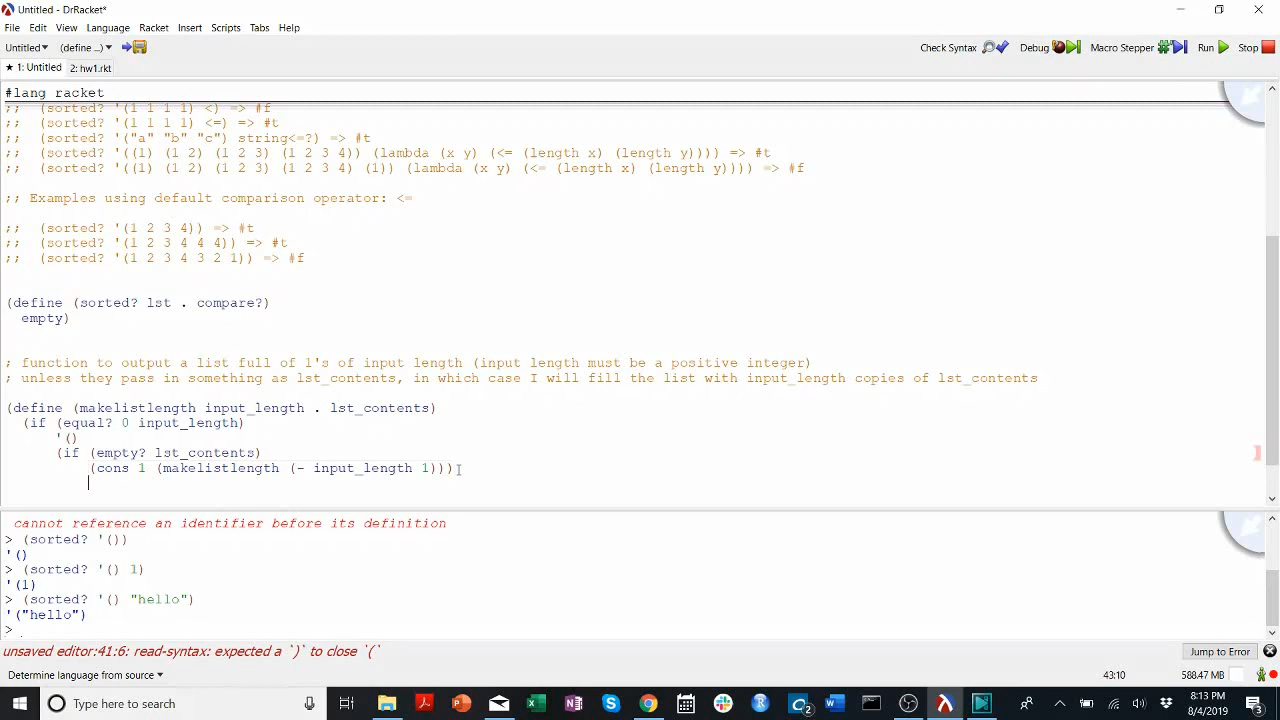 Untitled - DrRacket*
File Edit View Language Racket Insert Scripts Tabs Help
Untitled▾ (define ...)▾ Check Syntax Debug Macro Stepper Run Stop
★ 1: Untitled 2: hw1.rkt
#lang racket
;;  (sorted? '(1 1 1 1) <) => #f
;;  (sorted? '(1 1 1 1) <=) => #t
;;  (sorted? '("a" "b" "c") string<=?) => #t
;;  (sorted? '((1) (1 2) (1 2 3) (1 2 3 4)) (lambda (x y) (<= (length x) (length y)))) => #t
;;  (sorted? '((1) (1 2) (1 2 3) (1 2 3 4) (1)) (lambda (x y) (<= (length x) (length y)))) => #f
;; Examples using default comparison operator: <=
;;  (sorted? '(1 2 3 4)) => #t
;;  (sorted? '(1 2 3 4 4 4)) => #t
;;  (sorted? '(1 2 3 4 3 2 1)) => #f
(define (sorted? lst . compare?)
  empty)
; function to output a list full of 1's of input length (input length must be a positive integer)
; unless they pass in something as lst_contents, in which case I will fill the list with input_length copies of lst_contents
(define (makelistlength input_length . lst_contents)
  (if (equal? 0 input_length)
      '()
      (if (empty? lst_contents)
          (cons 1 (makelistlength (- input_length 1)))
cannot reference an identifier before its definition
> (sorted? '())
'()
> (sorted? '() 1)
'(1)
> (sorted? '() "hello")
'("hello")
>
unsaved editor:41:6: read-syntax: expected a `)` to close `(` Jump to Error
Determine language from source▾ 43:10 588.47 MB
Type here to search 8:13 PM
8/4/2019